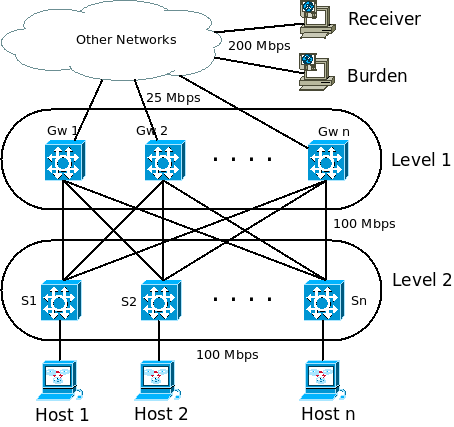 Receiver
Other Networks
200 Mbps
Burden
25 Mbps
Gw 1
Gw 2
Gw n
. . . .
Level 1
100 Mbps
Level 2
S1
S2
. . . .
Sn
100 Mbps
Host 1
Host 2
Host n